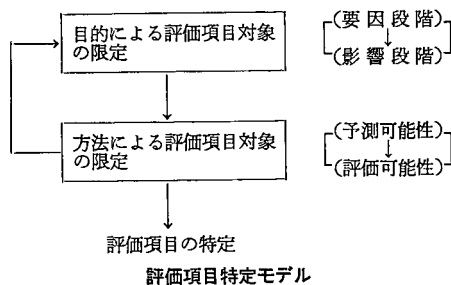 目的による評価項目対象
の限定
(要因段階)
(影響段階)
方法による評価項目対象
の限定
(予測可能性)
(評価可能性)
評価項目の特定
評価項目特定モデル